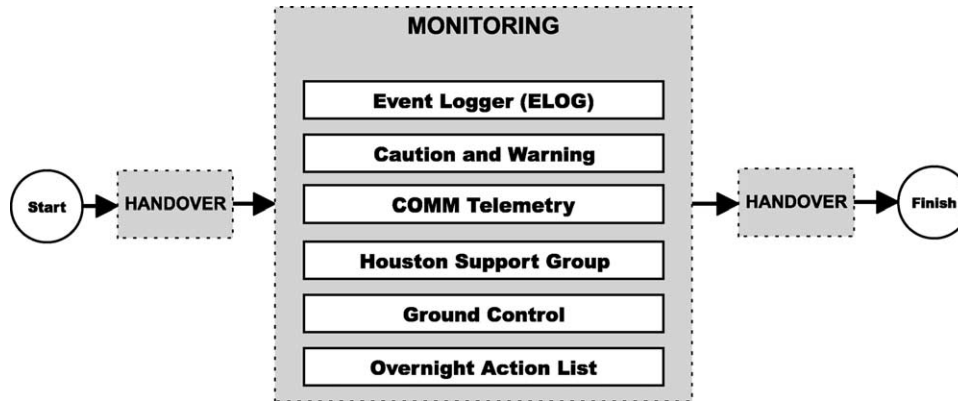 MONITORING
Event Logger (ELOG)
Caution and Warning
Start
HANDOVER
COMM Telemetry
HANDOVER
Finish
Houston Support Group
Ground Control
Overnight Action List